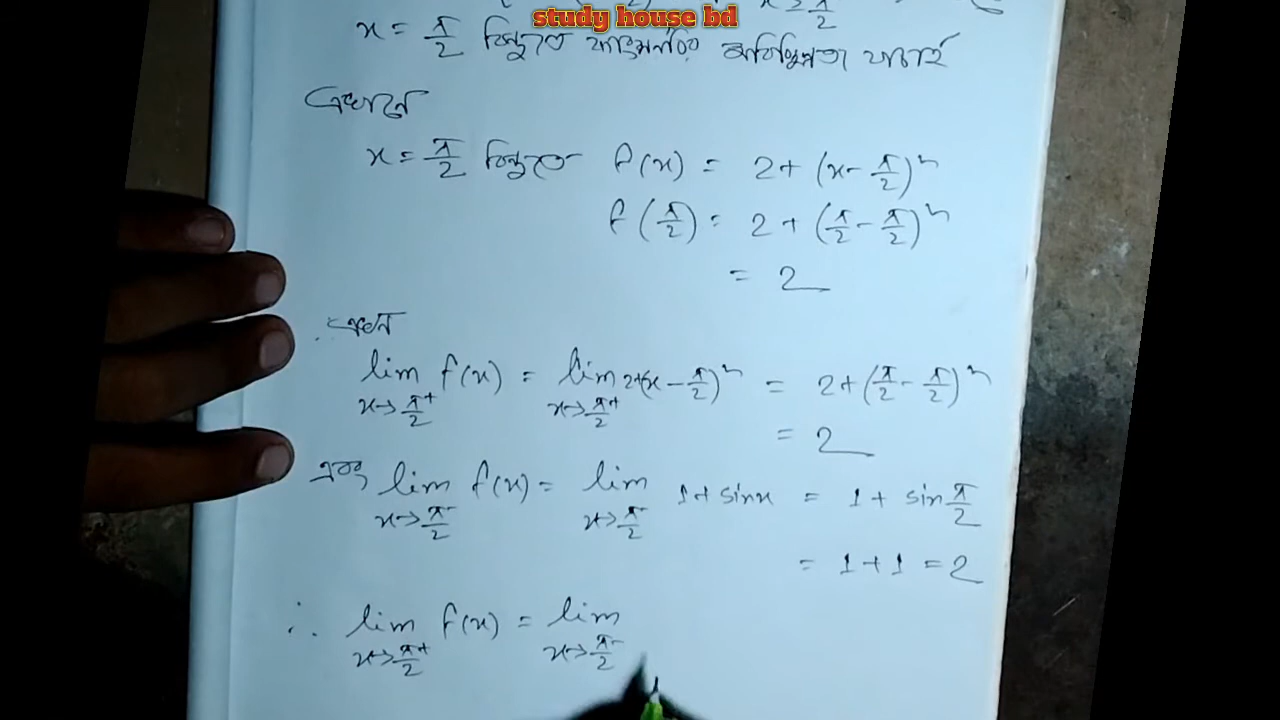 study house bd
x ≥ π/2
x = π/2 বিন্দুতে ফাংশনটির অবিচ্ছিন্নতা যাচাই
এখানে
x = π/2 বিন্দুতে f(x) = 2 + (x - π/2)²
f(π/2) = 2 + (π/2 - π/2)²
= 2
এখন
lim x→π/2⁺ f(x) = lim x→π/2⁺ 2+(x - π/2)² = 2+(π/2 - π/2)²
= 2
এবং lim x→π/2⁻ f(x) = lim x→π/2⁻ 1+ sinx = 1 + sin π/2
= 1+1 = 2
∴ lim x→π/2⁺ f(x) = lim x→π/2⁻